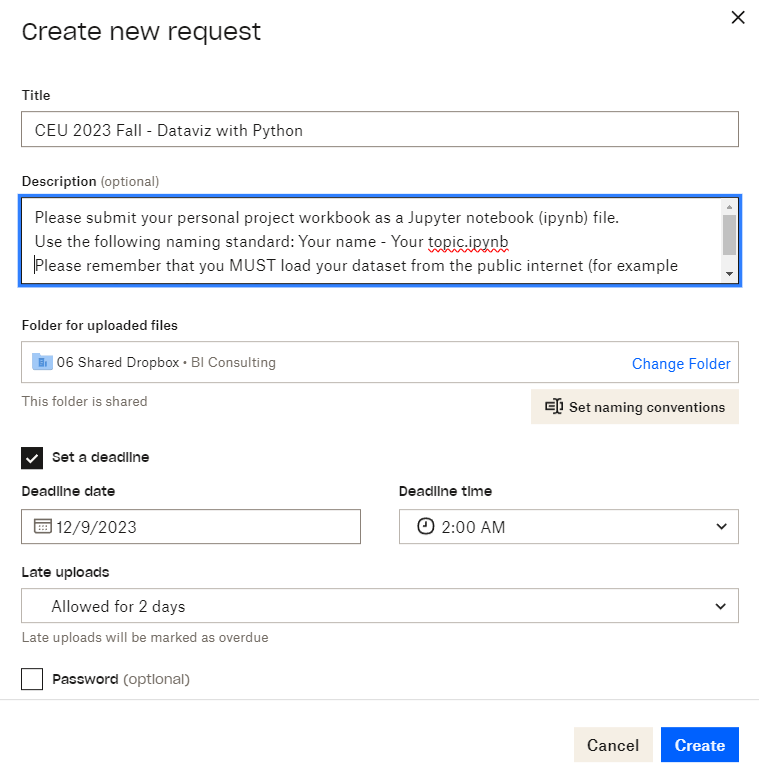 Create new request
Title
CEU 2023 Fall - Dataviz with Python
Description (optional)
Please submit your personal project workbook as a Jupyter notebook (ipynb) file.
Use the following naming standard: Your name - Your topic.ipynb
Please remember that you MUST load your dataset from the public internet (for example
Folder for uploaded files
06 Shared Dropbox • BI Consulting
Change Folder
This folder is shared
Set naming conventions
Set a deadline
Deadline date
Deadline time
12/9/2023
2:00 AM
Late uploads
Allowed for 2 days
Late uploads will be marked as overdue
Password (optional)
Cancel
Create